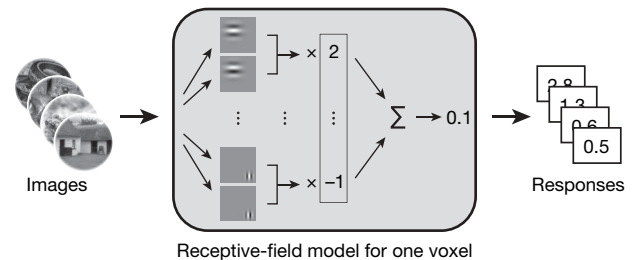 × 2
⋮ ⋮ ⋮
Σ → 0.1
× −1
2.8
1.3
0.6
0.5
Images
Responses
Receptive-field model for one voxel